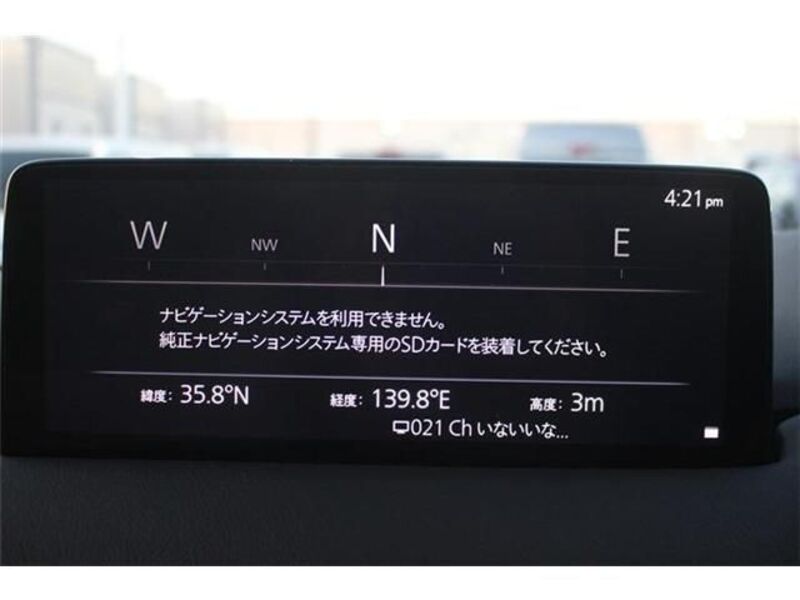 4:21 pm
W NW N NE E
ナビゲーションシステムを利用できません。
純正ナビゲーションシステム専用のSDカードを装着してください。
緯度: 35.8°N 経度: 139.8°E 高度: 3m
021 Ch いないいな...